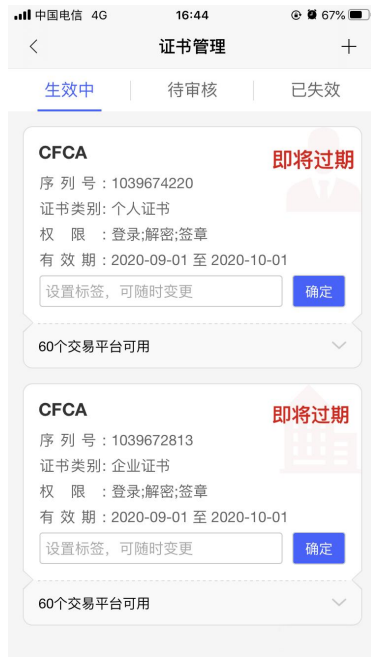 中国电信 4G 16:44 67%
证书管理
生效中 待审核 已失效
CFCA
即将过期
序列号:1039674220
证书类别:个人证书
权限:登录;解密;签章
有效期:2020-09-01 至 2020-10-01
设置标签，可随时变更 确定
60个交易平台可用
CFCA
即将过期
序列号:1039672813
证书类别:企业证书
权限:登录;解密;签章
有效期:2020-09-01 至 2020-10-01
设置标签，可随时变更 确定
60个交易平台可用